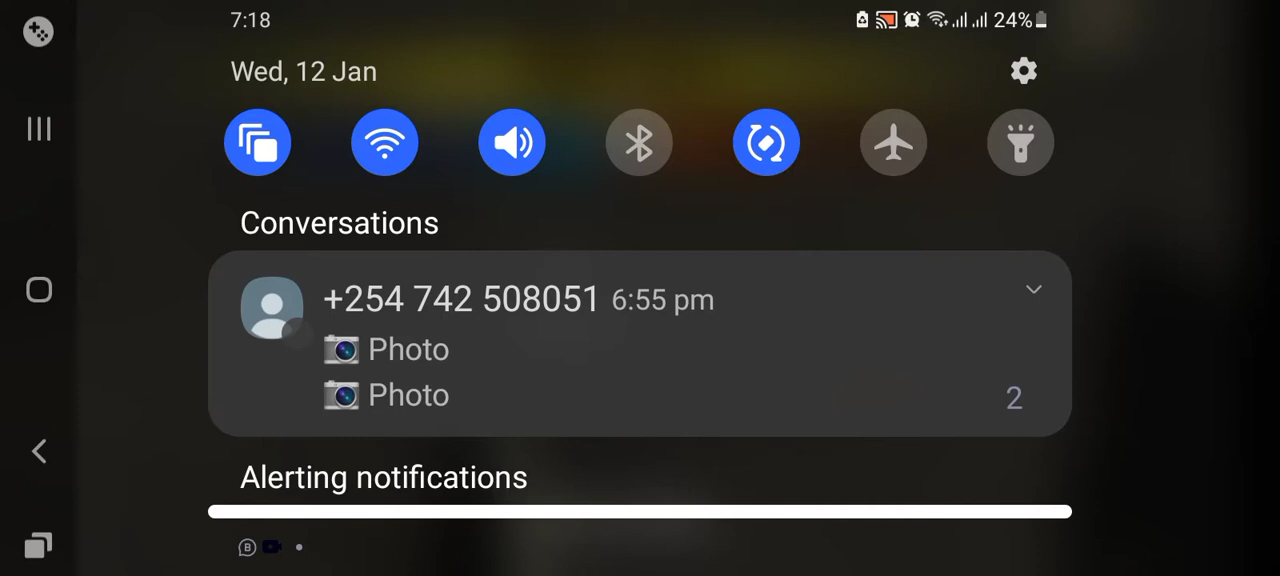 7:18
24%
Wed, 12 Jan
Conversations
+254 742 508051 6:55 pm
Photo
Photo
2
Alerting notifications
B